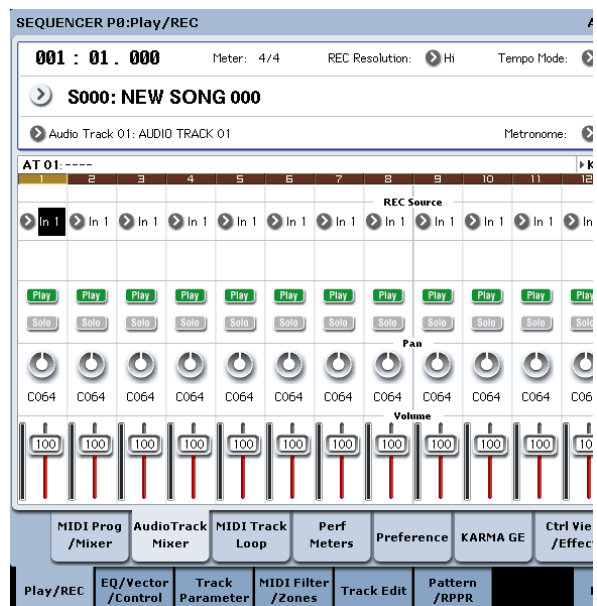 SEQUENCER P0:Play/REC
001 : 01 . 000 Meter: 4/4 REC Resolution: Hi Tempo Mode:
S000: NEW SONG 000
Audio Track 01: AUDIO TRACK 01 Metronome:
AT 01:----
1 2 3 4 5 6 7 8 9 10 11 12
REC Source
In 1 In 1 In 1 In 1 In 1 In 1 In 1 In 1 In 1 In 1 In 1 In
Play Play Play Play Play Play Play Play Play Play Play Play
Solo Solo Solo Solo Solo Solo Solo Solo Solo Solo Solo Solo
Pan
C064 C064 C064 C064 C064 C064 C064 C064 C064 C064 C064 C06
Volume
100 100 100 100 100 100 100 100 100 100 100 10
MIDI Prog AudioTrack MIDI Track Perf Preference KARMA GE Ctrl Vie
/Mixer Mixer Loop Meters /Effec
Play/REC EQ/Vector Track MIDI Filter Track Edit Pattern
/Control Parameter /Zones /RPPR